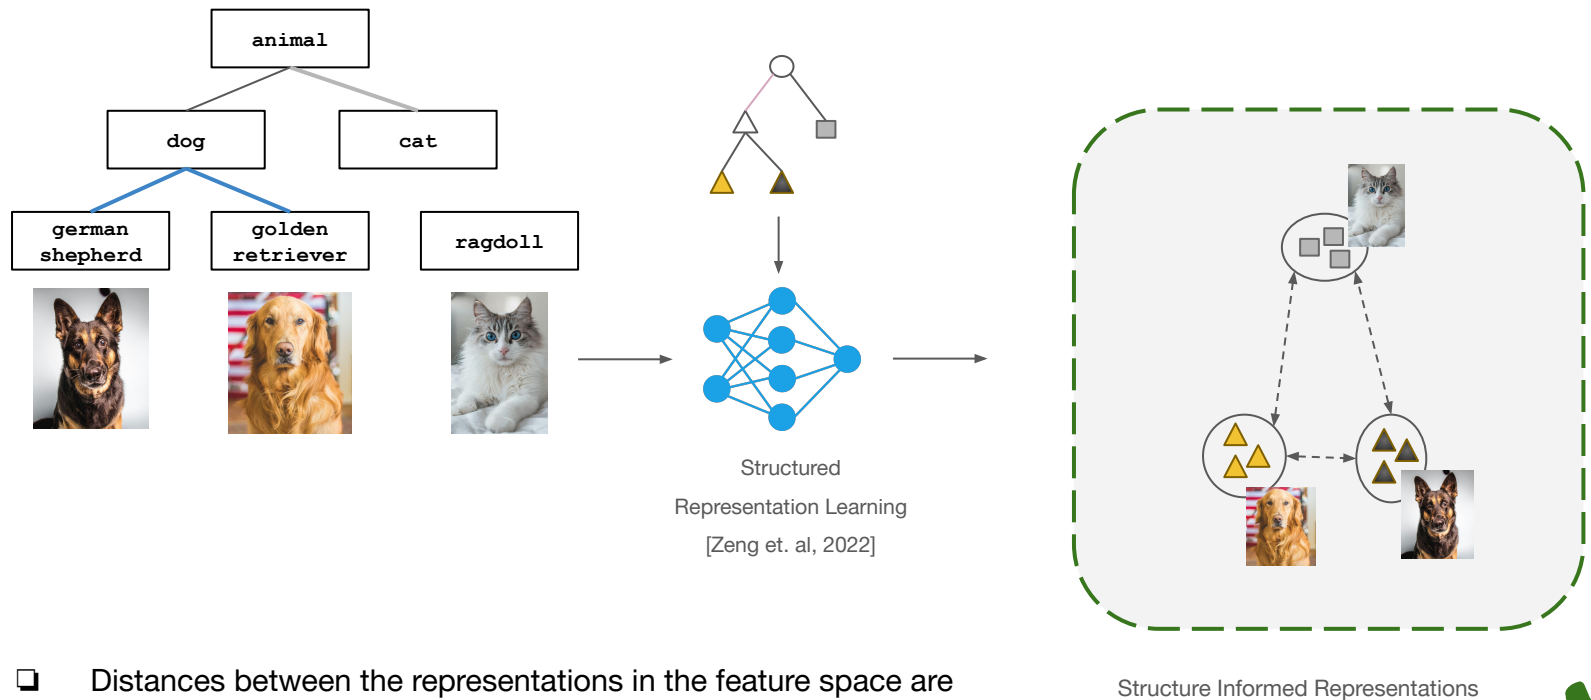 animal
dog
cat
german
shepherd
golden
retriever
ragdoll
Structured
Representation Learning
[Zeng et. al, 2022]
Distances between the representations in the feature space are
Structure Informed Representations